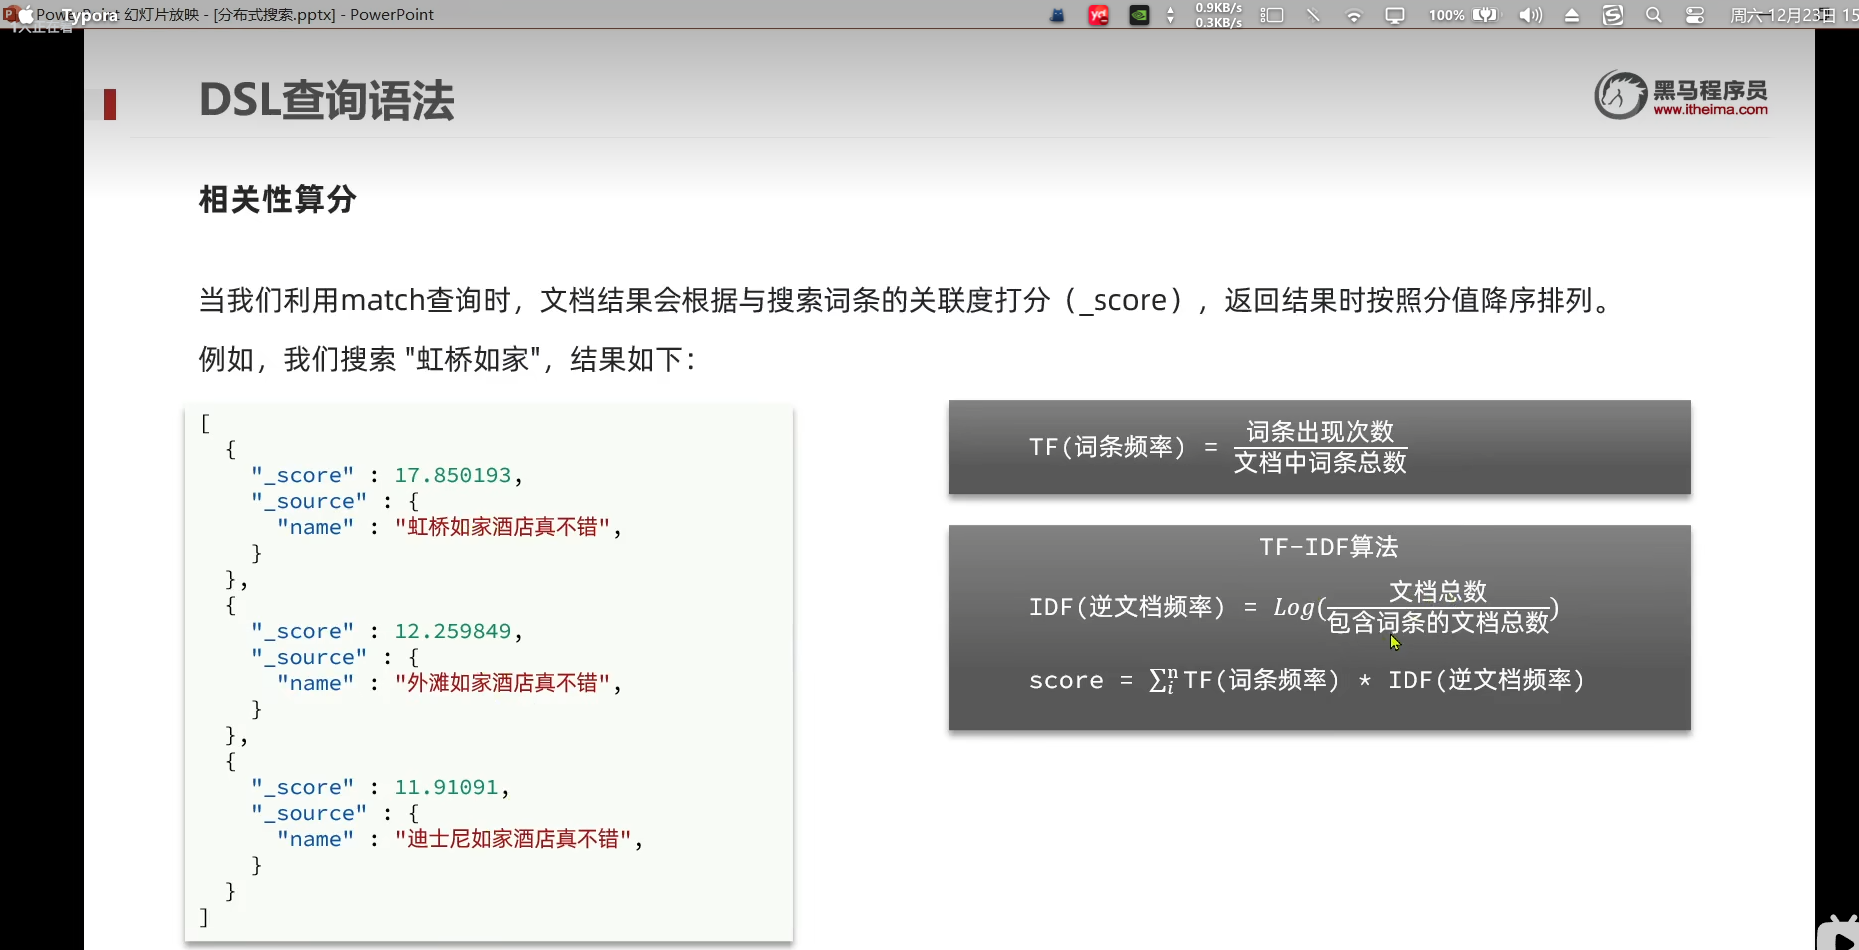 PowerPoint 幻灯片放映 - [分布式搜索.pptx] - PowerPoint
Typora
0.9KB/s
0.3KB/s
100%
周六 12月23日 15
DSL查询语法
黑马程序员
www.itheima.com
相关性算分
当我们利用match查询时，文档结果会根据与搜索词条的关联度打分（_score），返回结果时按照分值降序排列。
例如，我们搜索 "虹桥如家"，结果如下：
[
{
"_score" : 17.850193,
"_source" : {
"name" : "虹桥如家酒店真不错",
}
},
{
"_score" : 12.259849,
"_source" : {
"name" : "外滩如家酒店真不错",
}
},
{
"_score" : 11.91091,
"_source" : {
"name" : "迪士尼如家酒店真不错",
}
}
]
TF(词条频率) = 词条出现次数
文档中词条总数
TF-IDF算法
IDF(逆文档频率) = Log(文档总数
包含词条的文档总数)
score = ∑ᵢⁿ TF(词条频率) * IDF(逆文档频率)